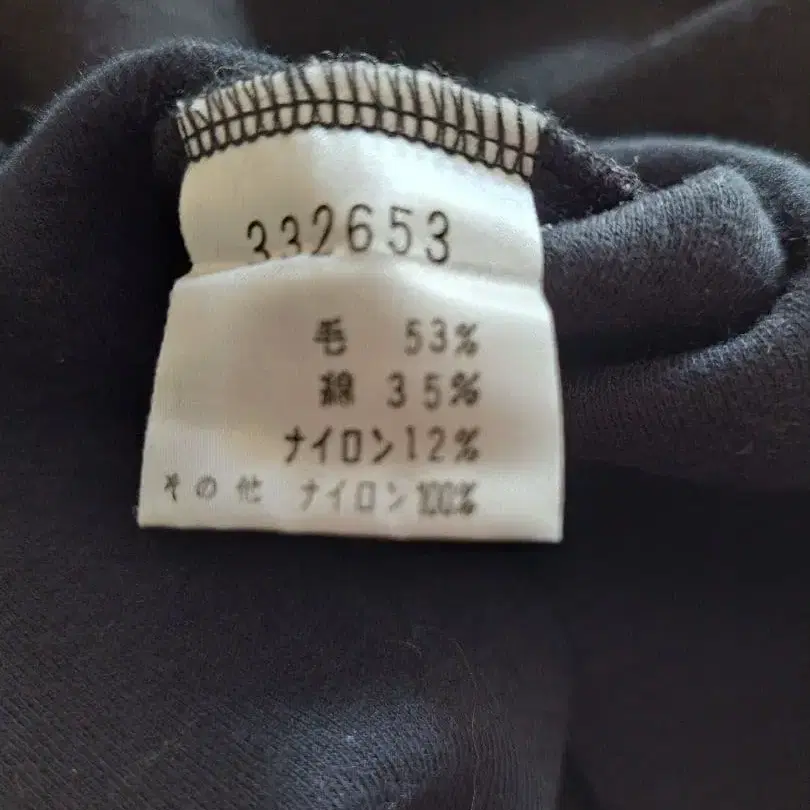 332653
毛 53%
綿 35%
ナイロン12%
その他 ナイロン100%